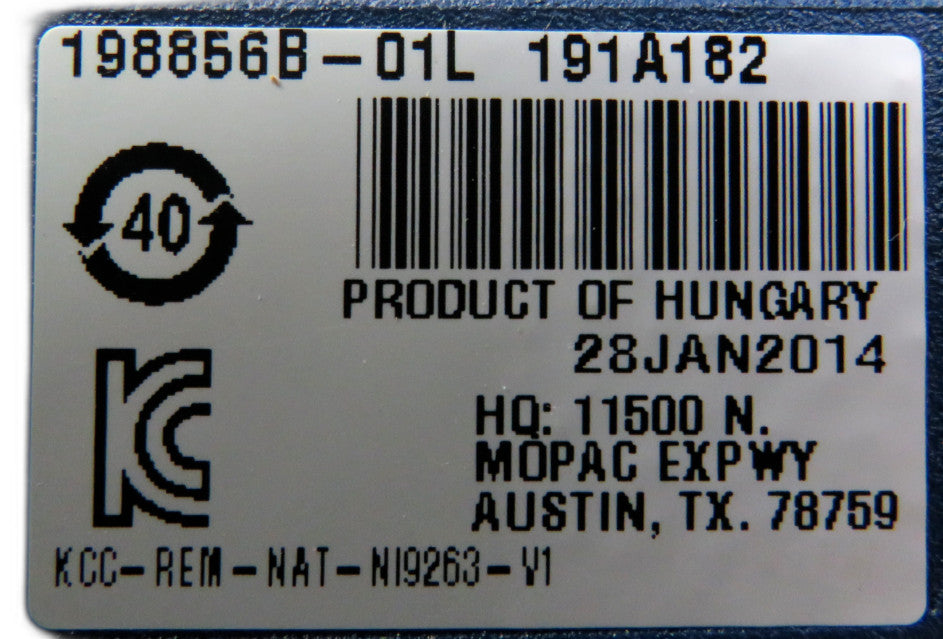 198856B-01L 191A182
40
PRODUCT OF HUNGARY
28JAN2014
HQ: 11500 N.
MOPAC EXPWY
AUSTIN, TX. 78759
KC
KCC-REM-NAT-NI9263-V1